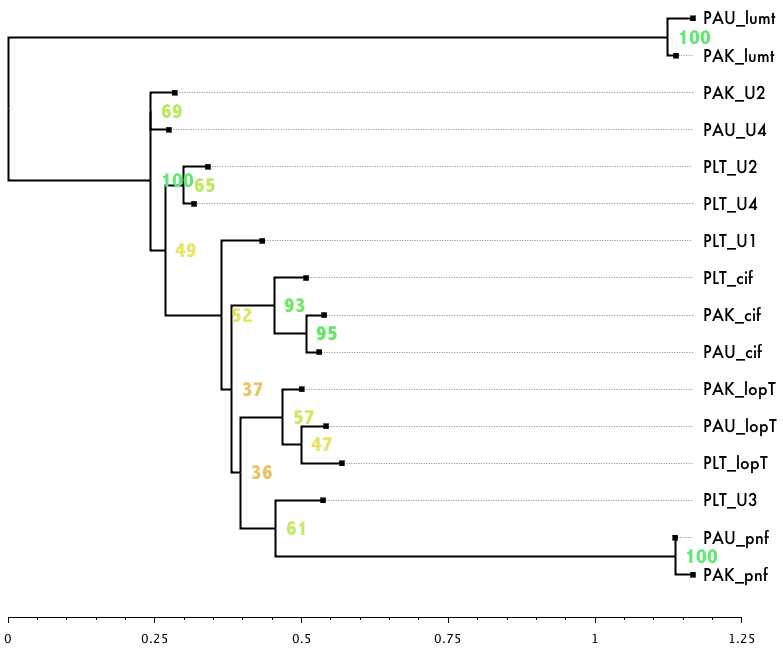 PAU_lumt
100
PAK_lumt
PAK_U2
69
PAU_U4
PLT_U2
100
65
PLT_U4
PLT_U1
49
PLT_cif
93
52
PAK_cif
95
PAU_cif
37
PAK_lopT
57
PAU_lopT
47
PLT_lopT
36
PLT_U3
61
PAU_pnf
100
PAK_pnf
0 0.25 0.5 0.75 1 1.25